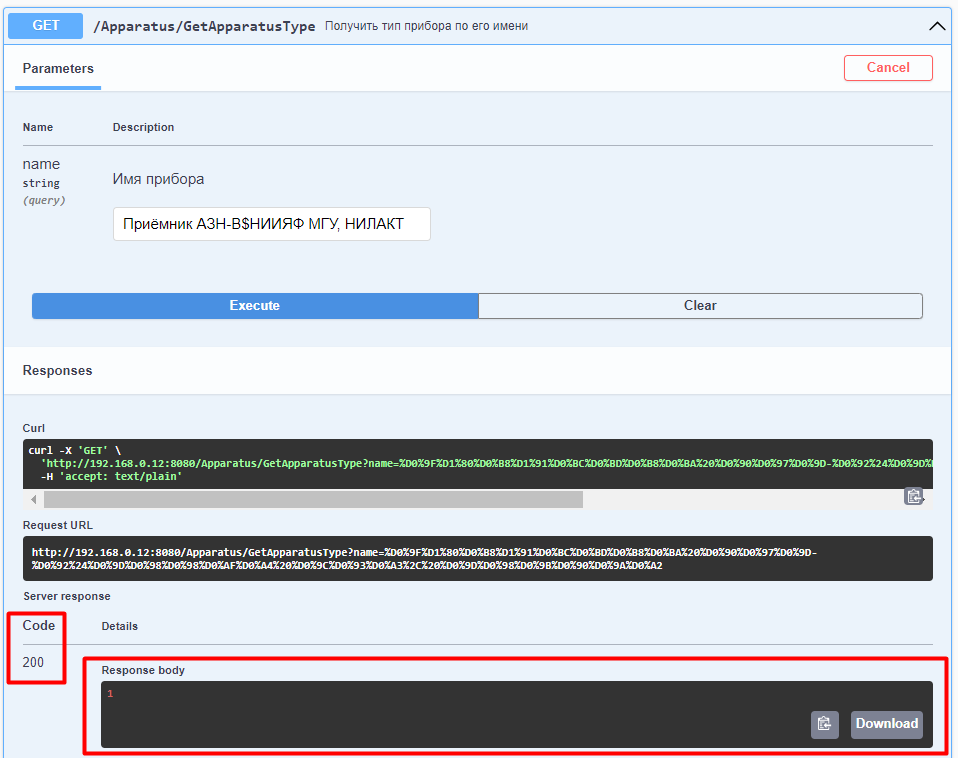 GET /Apparatus/GetApparatusType Получить тип прибора по его имени
Parameters
Cancel
Name Description
name
string
(query)
Имя прибора
Приёмник АЗН-В$НИИЯФ МГУ, НИЛАКТ
Execute Clear
Responses
Curl
curl -X 'GET' \
'http://192.168.0.12:8080/Apparatus/GetApparatusType?name=%D0%9F%D1%80%D0%B8%D1%91%D0%BC%D0%BD%D0%B8%D0%BA%20%D0%90%D0%97%D0%9D-%D0%92%24%D0%9D%
-H 'accept: text/plain'
Request URL
http://192.168.0.12:8080/Apparatus/GetApparatusType?name=%D0%9F%D1%80%D0%B8%D1%91%D0%BC%D0%BD%D0%B8%D0%BA%20%D0%90%D0%97%D0%9D-
%D0%92%24%D0%9D%D0%98%D0%98%D0%AF%D0%A4%20%D0%9C%D0%93%D0%A3%2C%20%D0%9D%D0%98%D0%9B%D0%90%D0%9A%D0%A2
Server response
Code Details
200
Response body
1
Download